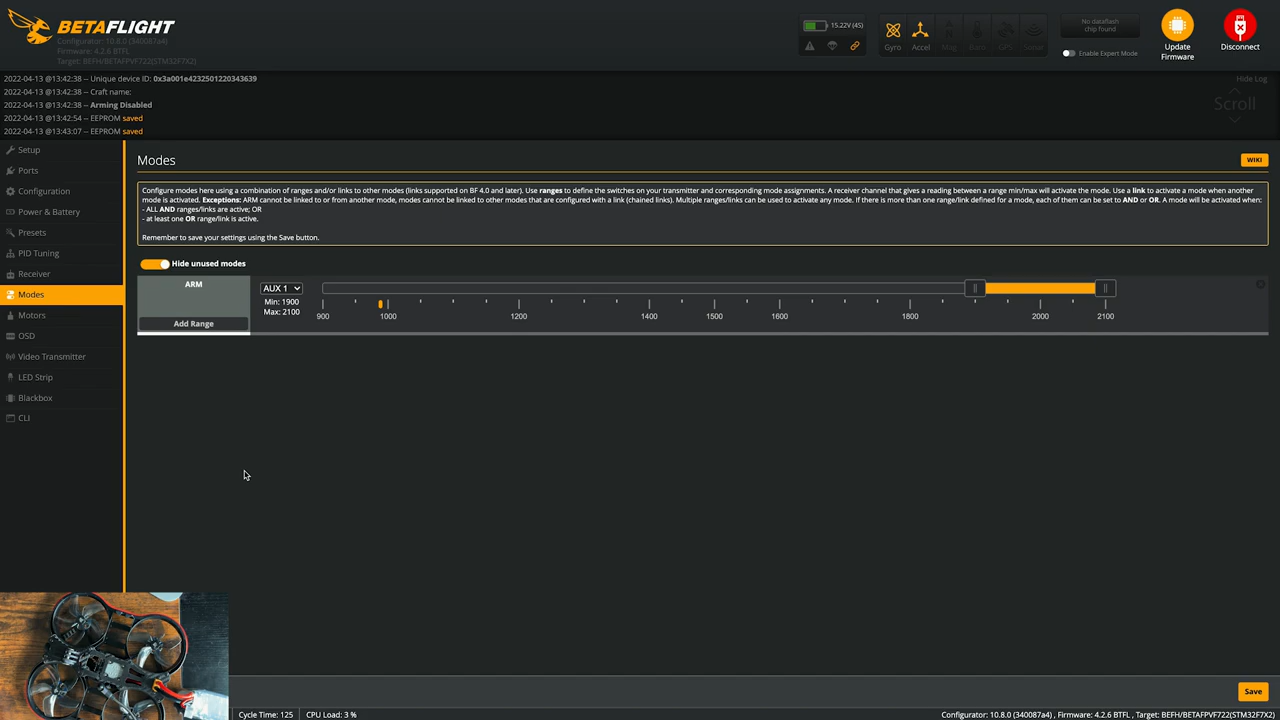 BETAFLIGHT
Configurator: 10.8.0 (340087a4)
Firmware: 4.2.6 BTFL
Target: BEFH/BETAFPVF722(STM32F7X2)
15.22V (4S)
Gyro
Accel
Mag
Baro
GPS
Sonar
No dataflash
chip found
Enable Expert Mode
Update
Firmware
Disconnect
2022-04-13 @13:42:38 -- Unique device ID: 0x3a001e4232501220343639
2022-04-13 @13:42:38 -- Craft name:
2022-04-13 @13:42:38 -- Arming Disabled
2022-04-13 @13:42:54 -- EEPROM saved
2022-04-13 @13:43:07 -- EEPROM saved
Hide Log
Scroll
Setup
Ports
Configuration
Power & Battery
Presets
PID Tuning
Receiver
Modes
Motors
OSD
Video Transmitter
LED Strip
Blackbox
CLI
Modes
WIKI
Configure modes here using a combination of ranges and/or links to other modes (links supported on BF 4.0 and later). Use ranges to define the switches on your transmitter and corresponding mode assignments. A receiver channel that gives a reading between a range min/max will activate the mode. Use a link to activate a mode when another
mode is activated. Exceptions: ARM cannot be linked to or from another mode, modes cannot be linked to other modes that are configured with a link (chained links). Multiple ranges/links can be used to activate any mode. If there is more than one range/link defined for a mode, each of them can be set to AND or OR. A mode will be activated when:
- ALL AND ranges/links are active; OR
- at least one OR range/link is active.
Remember to save your settings using the Save button.
Hide unused modes
ARM
Add Range
AUX 1
Min: 1900
Max: 2100
900 1000 1200 1400 1500 1600 1800 2000 2100
Save
Cycle Time: 125 CPU Load: 3 %
Configurator: 10.8.0 (340087a4) , Firmware: 4.2.6 BTFL , Target: BEFH/BETAFPVF722(STM32F7X2)